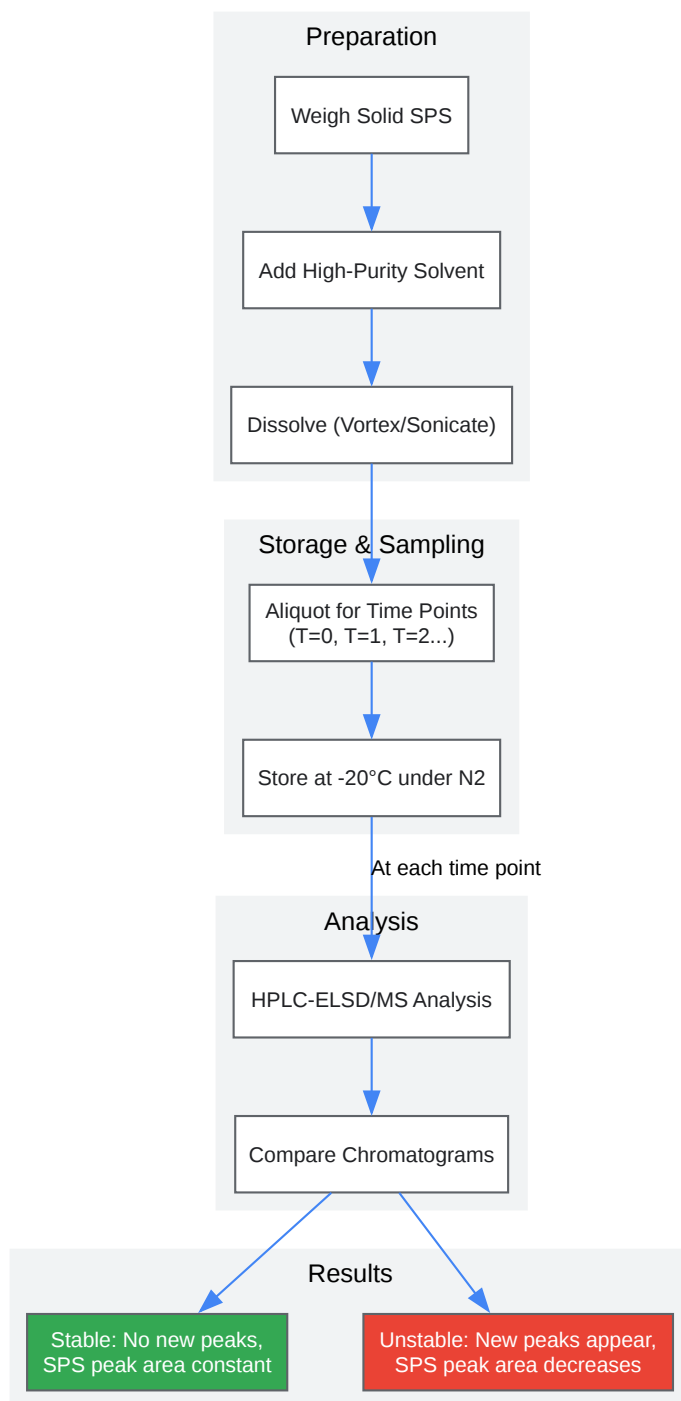 Preparation
Weigh Solid SPS
Add High-Purity Solvent
Dissolve (Vortex/Sonicate)
Storage & Sampling
Aliquot for Time Points
(T=0, T=1, T=2...)
Store at -20°C under N2
At each time point
Analysis
HPLC-ELSD/MS Analysis
Compare Chromatograms
Results
Stable: No new peaks,
SPS peak area constant
Unstable: New peaks appear,
SPS peak area decreases